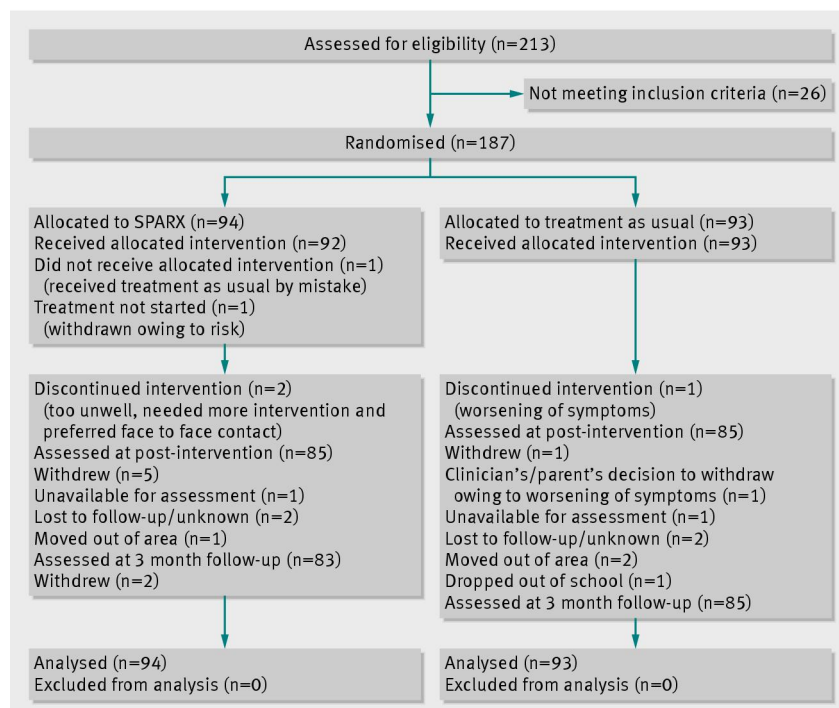 Assessed for eligibility (n=213)
Not meeting inclusion criteria (n=26)
Randomised (n=187)
Allocated to SPARX (n=94)
Received allocated intervention (n=92)
Did not receive allocated intervention (n=1)
(received treatment as usual by mistake)
Treatment not started (n=1)
(withdrawn owing to risk)
Allocated to treatment as usual (n=93)
Received allocated intervention (n=93)
Discontinued intervention (n=2)
(too unwell, needed more intervention and
preferred face to face contact)
Assessed at post-intervention (n=85)
Withdrew (n=5)
Unavailable for assessment (n=1)
Lost to follow-up/unknown (n=2)
Moved out of area (n=1)
Assessed at 3 month follow-up (n=83)
Withdrew (n=2)
Discontinued intervention (n=1)
(worsening of symptoms)
Assessed at post-intervention (n=85)
Withdrew (n=1)
Clinician's/parent's decision to withdraw
owing to worsening of symptoms (n=1)
Unavailable for assessment (n=1)
Lost to follow-up/unknown (n=2)
Moved out of area (n=2)
Dropped out of school (n=1)
Assessed at 3 month follow-up (n=85)
Analysed (n=94)
Excluded from analysis (n=0)
Analysed (n=93)
Excluded from analysis (n=0)